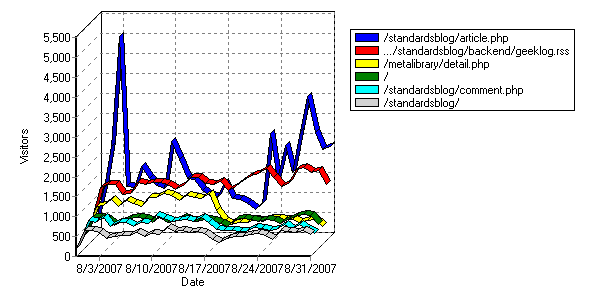 5,500
5,000
4,500
4,000
3,500
3,000
2,500
2,000
1,500
1,000
500
0
Visitors
8/3/2007 8/10/2007 8/17/2007 8/24/2007 8/31/2007
Date
/standardsblog/article.php
.../standardsblog/backend/geeklog.rss
/metalibrary/detail.php
/
/standardsblog/comment.php
/standardsblog/